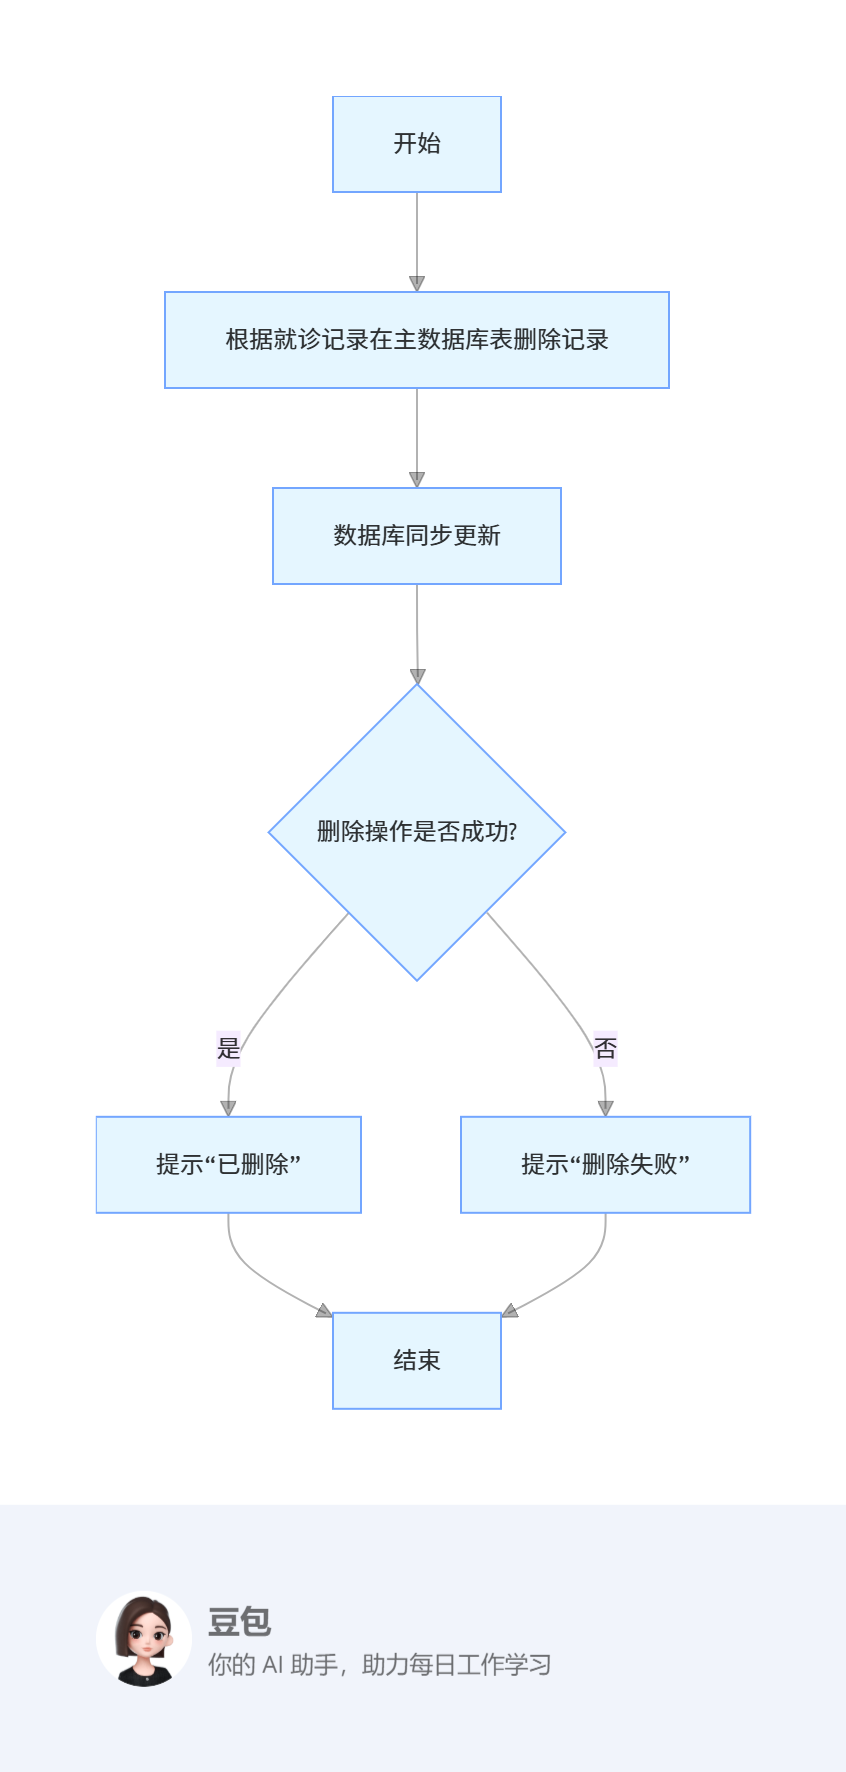 开始
根据就诊记录在主数据库表删除记录
数据库同步更新
删除操作是否成功?
是
否
提示“已删除”
提示“删除失败”
结束
豆包
你的 AI 助手，助力每日工作学习